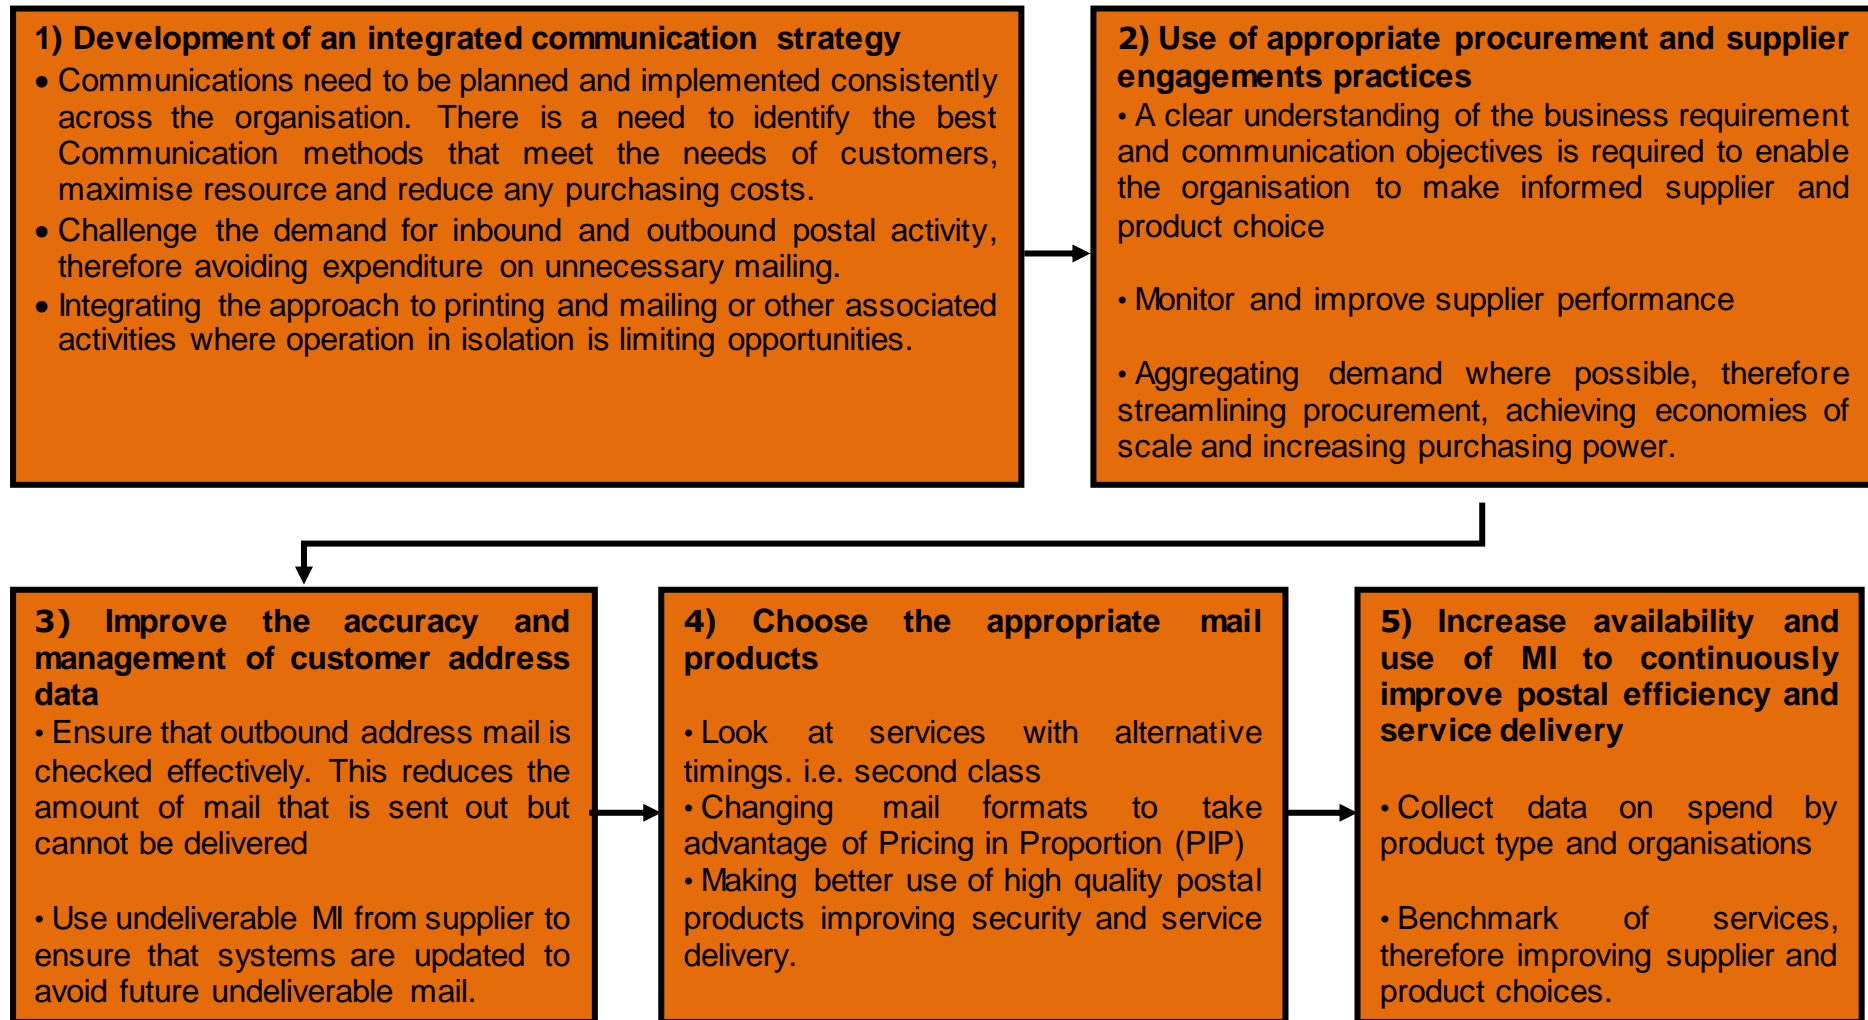 1) Development of an integrated communication strategy
• Communications need to be planned and implemented consistently
across the organisation. There is a need to identify the best
Communication methods that meet the needs of customers,
maximise resource and reduce any purchasing costs.
• Challenge the demand for inbound and outbound postal activity,
therefore avoiding expenditure on unnecessary mailing.
• Integrating the approach to printing and mailing or other associated
activities where operation in isolation is limiting opportunities.
2) Use of appropriate procurement and supplier
engagements practices
• A clear understanding of the business requirement
and communication objectives is required to enable
the organisation to make informed supplier and
product choice
• Monitor and improve supplier performance
• Aggregating demand where possible, therefore
streamlining procurement, achieving economies of
scale and increasing purchasing power.
3) Improve the accuracy and
management of customer address
data
• Ensure that outbound address mail is
checked effectively. This reduces the
amount of mail that is sent out but
cannot be delivered
• Use undeliverable MI from supplier to
ensure that systems are updated to
avoid future undeliverable mail.
4) Choose the appropriate mail
products
• Look at services with alternative
timings. i.e. second class
• Changing mail formats to take
advantage of Pricing in Proportion (PIP)
• Making better use of high quality postal
products improving security and service
delivery.
5) Increase availability and
use of MI to continuously
improve postal efficiency and
service delivery
• Collect data on spend by
product type and organisations
• Benchmark of services,
therefore improving supplier and
product choices.